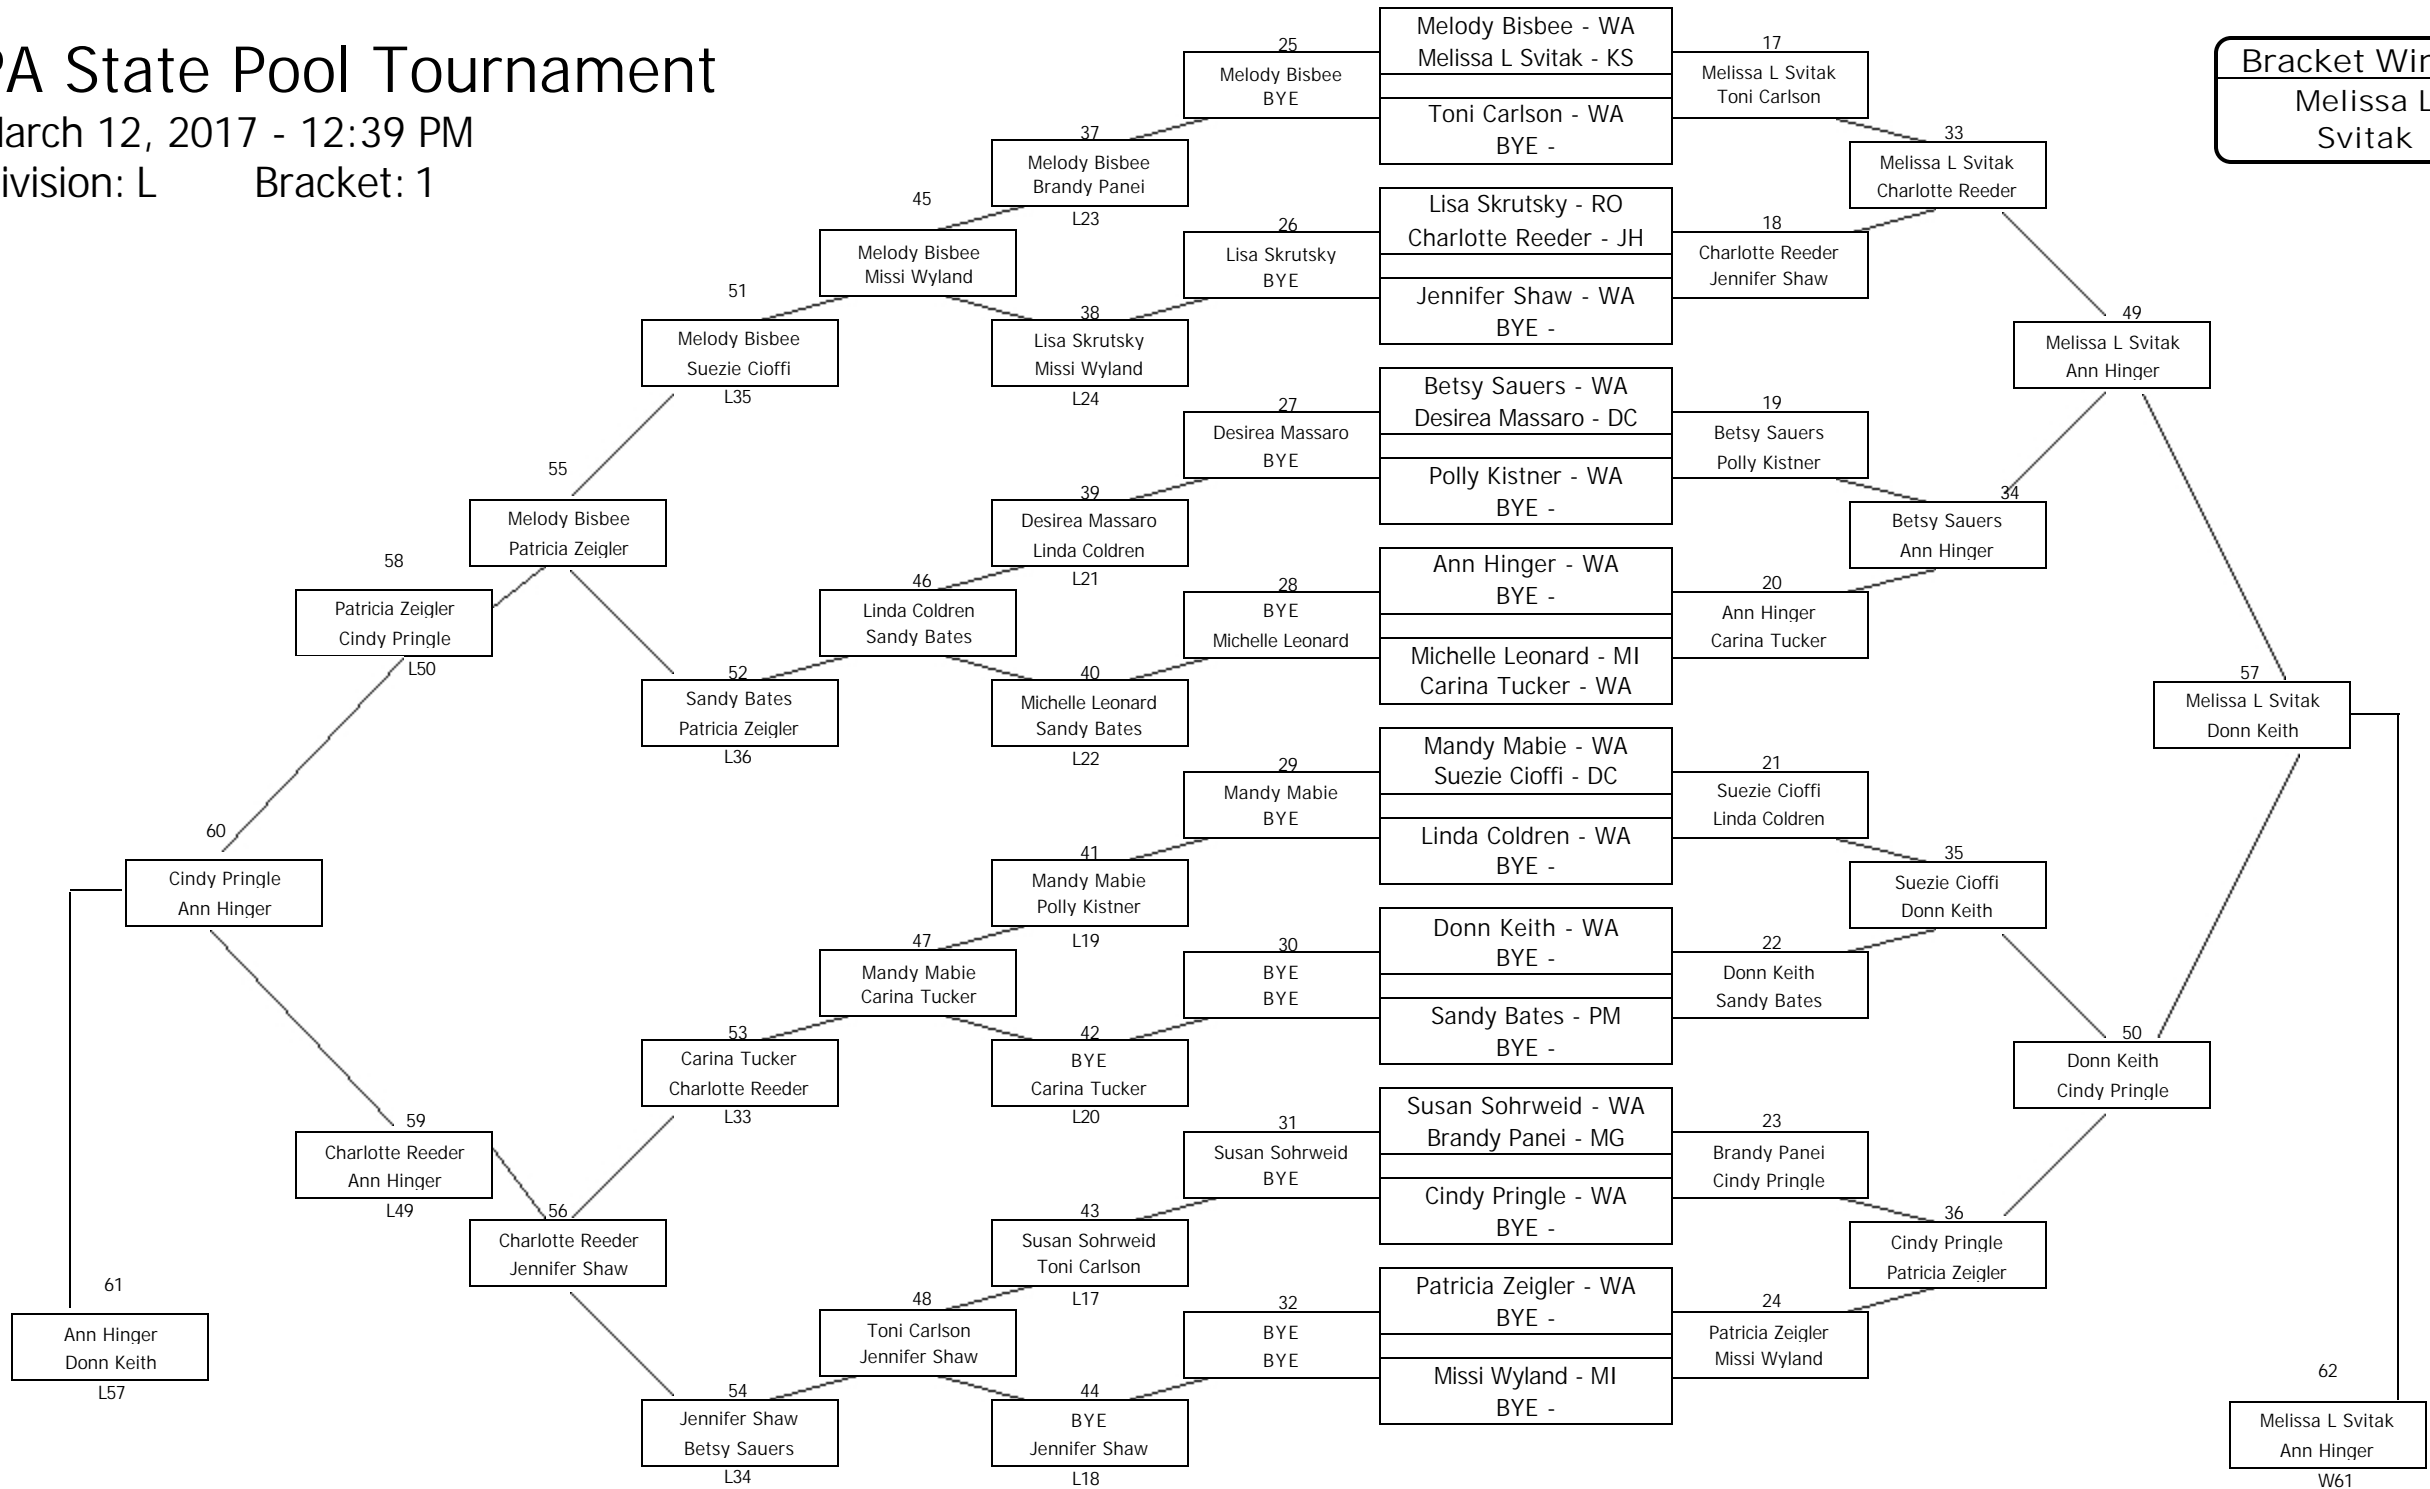 PA State Pool Tournament
March 12, 2017 - 12:39 PM
Division: L Bracket: 1
61
Ann Hinger
Donn Keith
L57
60
Cindy Pringle
Ann Hinger
58
Patricia Zeigler
Cindy Pringle
L50
59
Charlotte Reeder
Ann Hinger
L49
55
Melody Bisbee
Patricia Zeigler
56
Charlotte Reeder
Jennifer Shaw
51
Melody Bisbee
Suezie Cioffi
L35
52
Sandy Bates
Patricia Zeigler
L36
53
Carina Tucker
Charlotte Reeder
L33
54
Jennifer Shaw
Betsy Sauers
L34
45
Melody Bisbee
Missi Wyland
46
Linda Coldren
Sandy Bates
47
Mandy Mabie
Carina Tucker
48
Toni Carlson
Jennifer Shaw
37
Melody Bisbee
Brandy Panei
L23
38
Lisa Skrutsky
Missi Wyland
L24
39
Desirea Massaro
Linda Coldren
L21
40
Michelle Leonard
Sandy Bates
L22
41
Mandy Mabie
Polly Kistner
L19
42
BYE
Carina Tucker
L20
43
Susan Sohrweid
Toni Carlson
L17
44
BYE
Jennifer Shaw
L18
25
Melody Bisbee
BYE
26
Lisa Skrutsky
BYE
27
Desirea Massaro
BYE
28
BYE
Michelle Leonard
29
Mandy Mabie
BYE
30
BYE
BYE
31
Susan Sohrweid
BYE
32
BYE
BYE
Melody Bisbee - WA
Melissa L Svitak - KS
Toni Carlson - WA
BYE -
Lisa Skrutsky - RO
Charlotte Reeder - JH
Jennifer Shaw - WA
BYE -
Betsy Sauers - WA
Desirea Massaro - DC
Polly Kistner - WA
BYE -
Ann Hinger - WA
BYE -
Michelle Leonard - MI
Carina Tucker - WA
Mandy Mabie - WA
Suezie Cioffi - DC
Linda Coldren - WA
BYE -
Donn Keith - WA
BYE -
Sandy Bates - PM
BYE -
Susan Sohrweid - WA
Brandy Panei - MG
Cindy Pringle - WA
BYE -
Patricia Zeigler - WA
BYE -
Missi Wyland - MI
BYE -
17
Melissa L Svitak
Toni Carlson
18
Charlotte Reeder
Jennifer Shaw
19
Betsy Sauers
Polly Kistner
20
Ann Hinger
Carina Tucker
21
Suezie Cioffi
Linda Coldren
22
Donn Keith
Sandy Bates
23
Brandy Panei
Cindy Pringle
24
Patricia Zeigler
Missi Wyland
33
Melissa L Svitak
Charlotte Reeder
34
Betsy Sauers
Ann Hinger
35
Suezie Cioffi
Donn Keith
36
Cindy Pringle
Patricia Zeigler
49
Melissa L Svitak
Ann Hinger
50
Donn Keith
Cindy Pringle
57
Melissa L Svitak
Donn Keith
Bracket Win
Melissa L
Svitak
62
Melissa L Svitak
Ann Hinger
W61